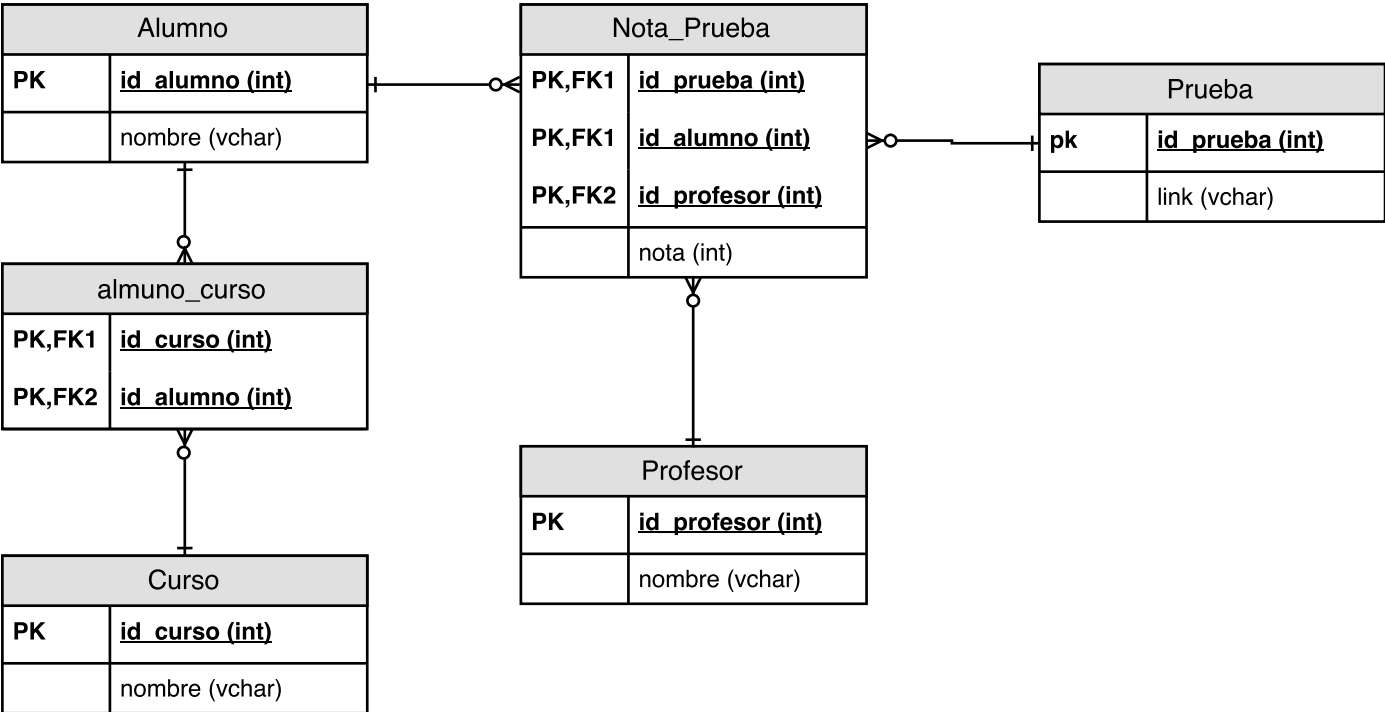 Alumno
PK id_alumno (int)
nombre (vchar)
almuno_curso
PK,FK1 id_curso (int)
PK,FK2 id_alumno (int)
Curso
PK id_curso (int)
nombre (vchar)
Nota_Prueba
PK,FK1 id_prueba (int)
PK,FK1 id_alumno (int)
PK,FK2 id_profesor (int)
nota (int)
Profesor
PK id_profesor (int)
nombre (vchar)
Prueba
pk id_prueba (int)
link (vchar)